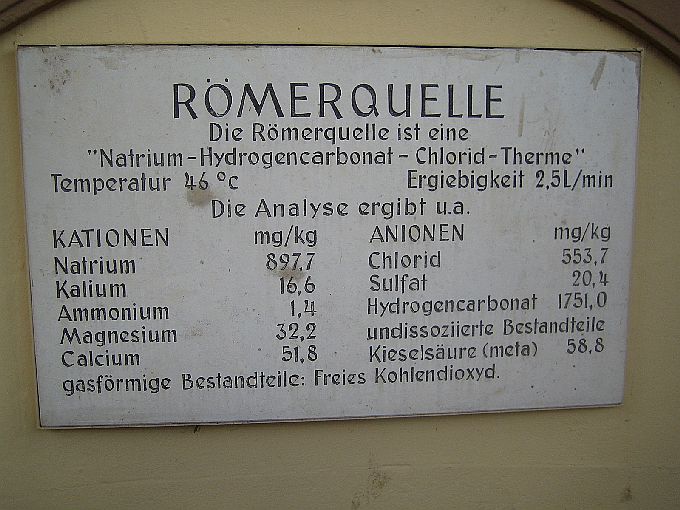 RÖMERQUELLE
Die Römerquelle ist eine
"Natrium-Hydrogencarbonat-Chlorid-Therme"
Temperatur 46 °C Ergiebigkeit 2,5L/min
Die Analyse ergibt u.a.
KATIONEN mg/kg ANIONEN mg/kg
Natrium 897,7 Chlorid 553,7
Kalium 16,6 Sulfat 20,4
Ammonium 1,4 Hydrogencarbonat 1751,0
Magnesium 32,2 undissoziierte Bestandteile
Calcium 51,8 Kieselsäure (meta) 58,8
gasförmige Bestandteile: Freies Kohlendioxyd.